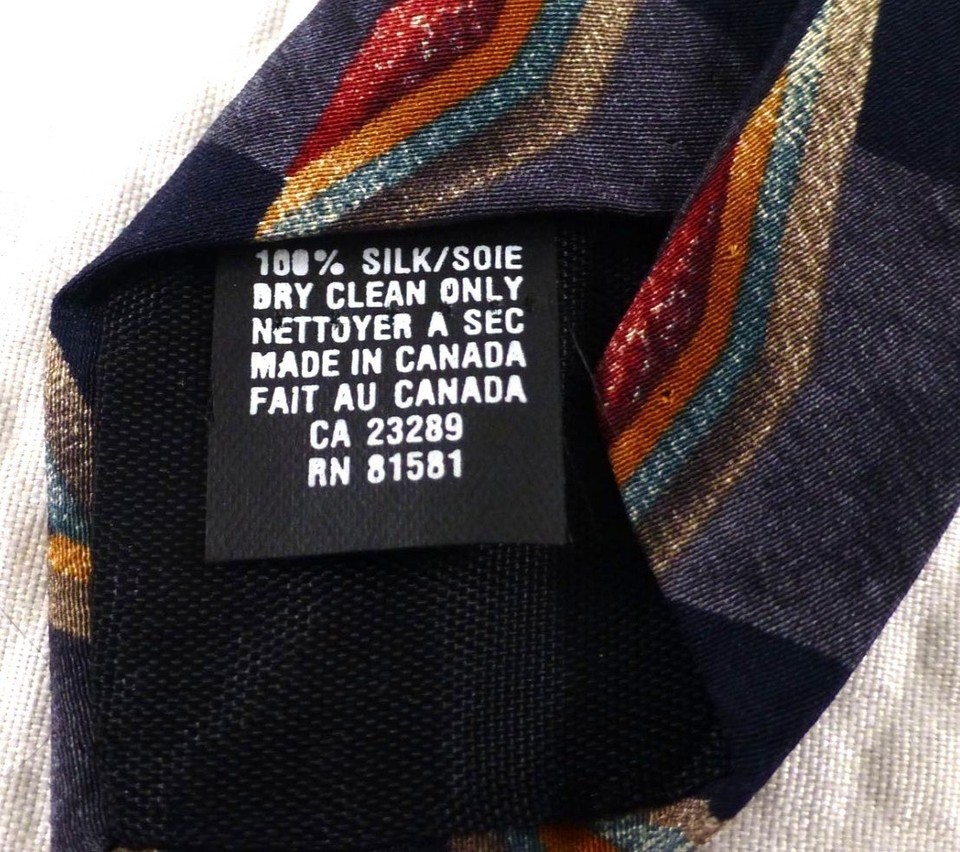 100% SILK/SOIE
DRY CLEAN ONLY
NETTOYER A SEC
MADE IN CANADA
FAIT AU CANADA
CA 23289
RN 81581